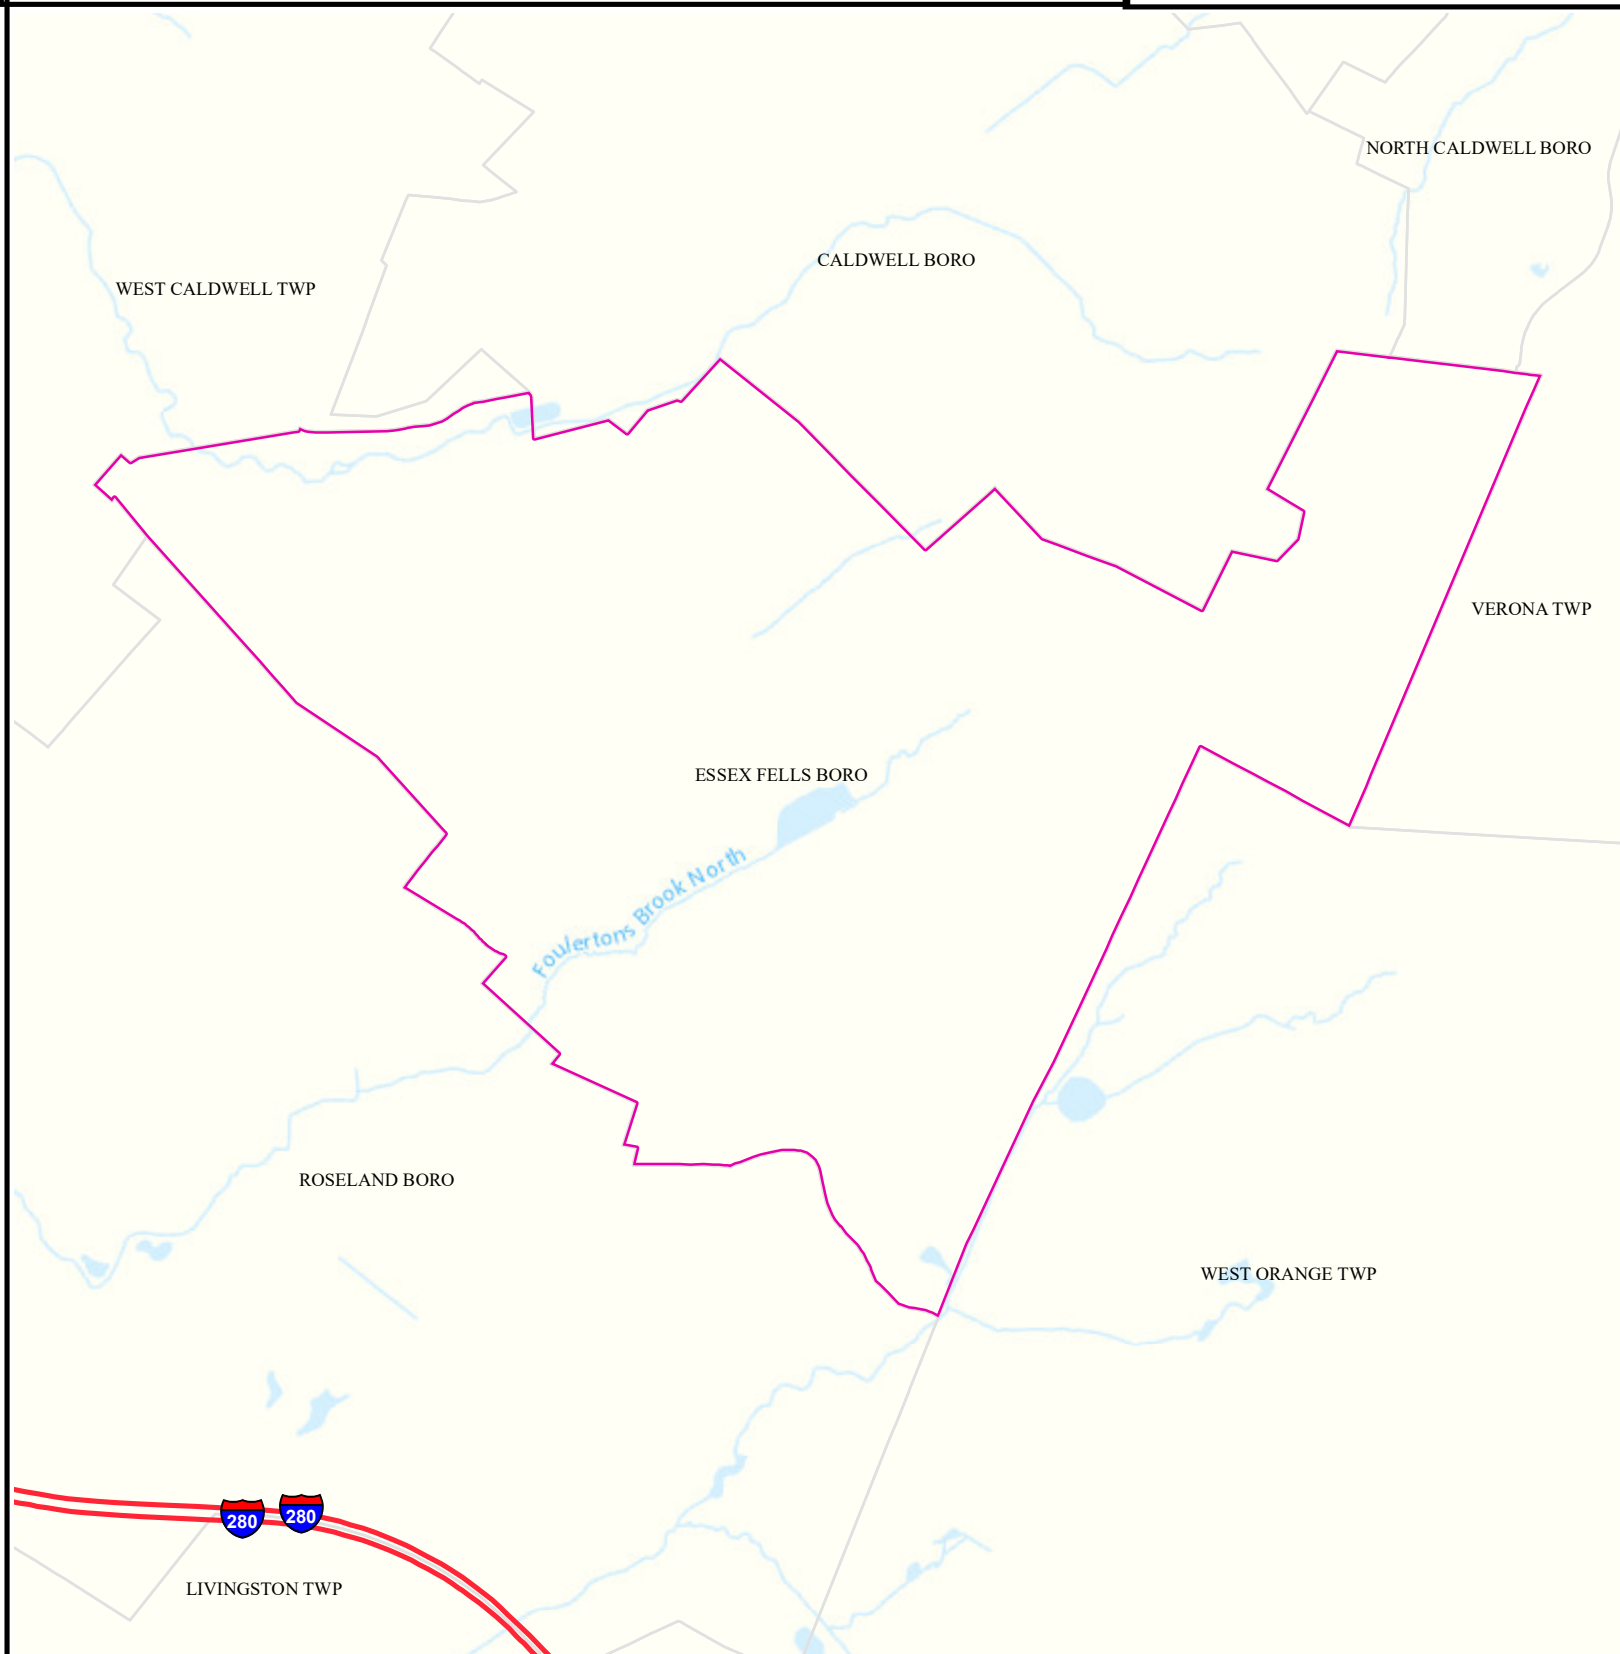 NORTH CALDWELL BORO
CALDWELL BORO
WEST CALDWELL TWP
VERONA TWP
ESSEX FELLS BORO
Foulertons Brook North
ROSELAND BORO
WEST ORANGE TWP
280
280
LIVINGSTON TWP